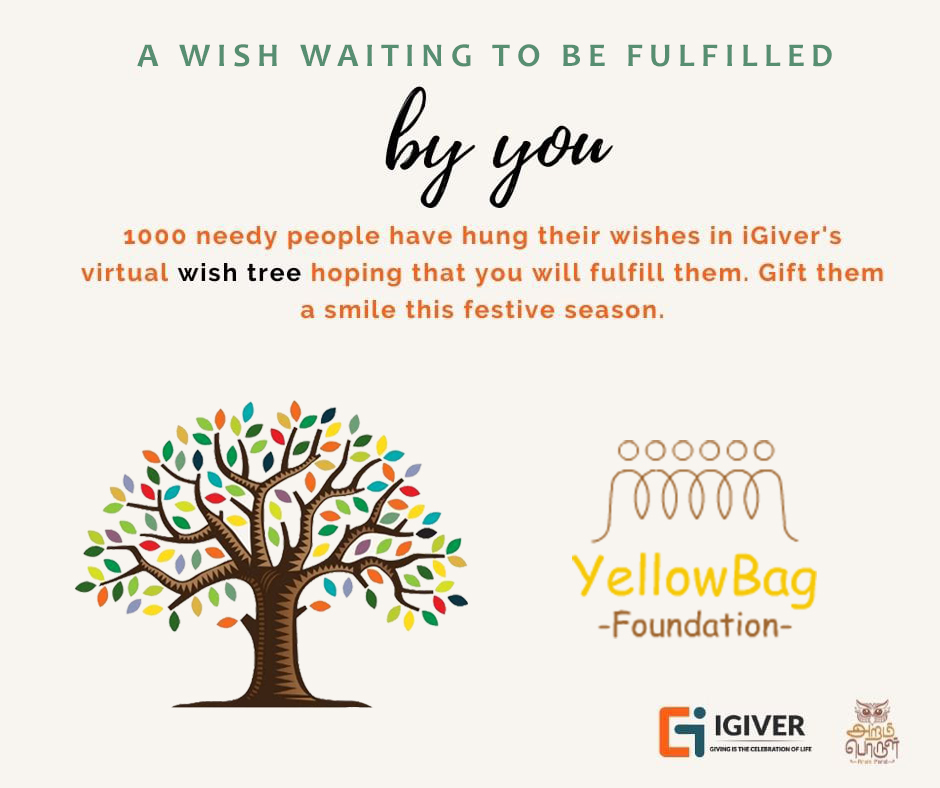 A WISH WAITING TO BE FULFILLED
by you
1000 needy people have hung their wishes in iGiver's
virtual wish tree hoping that you will fulfill them. Gift them
a smile this festive season.
YellowBag
-Foundation-
IGIVER
GIVING IS THE CELEBRATION OF LIFE
அறம்
பொருள்
~Aram Porul~